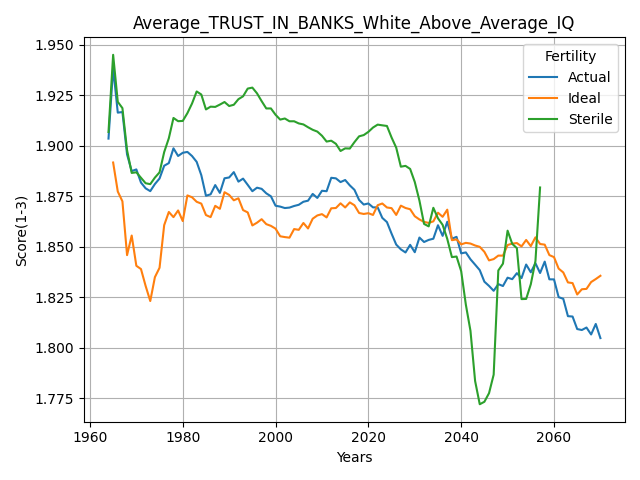 Average_TRUST_IN_BANKS_White_Above_Average_IQ
Fertility
Actual
Ideal
Sterile
Score(1-3)
1.950
1.925
1.900
1.875
1.850
1.825
1.800
1.775
1960
1980
2000
2020
2040
2060
Years